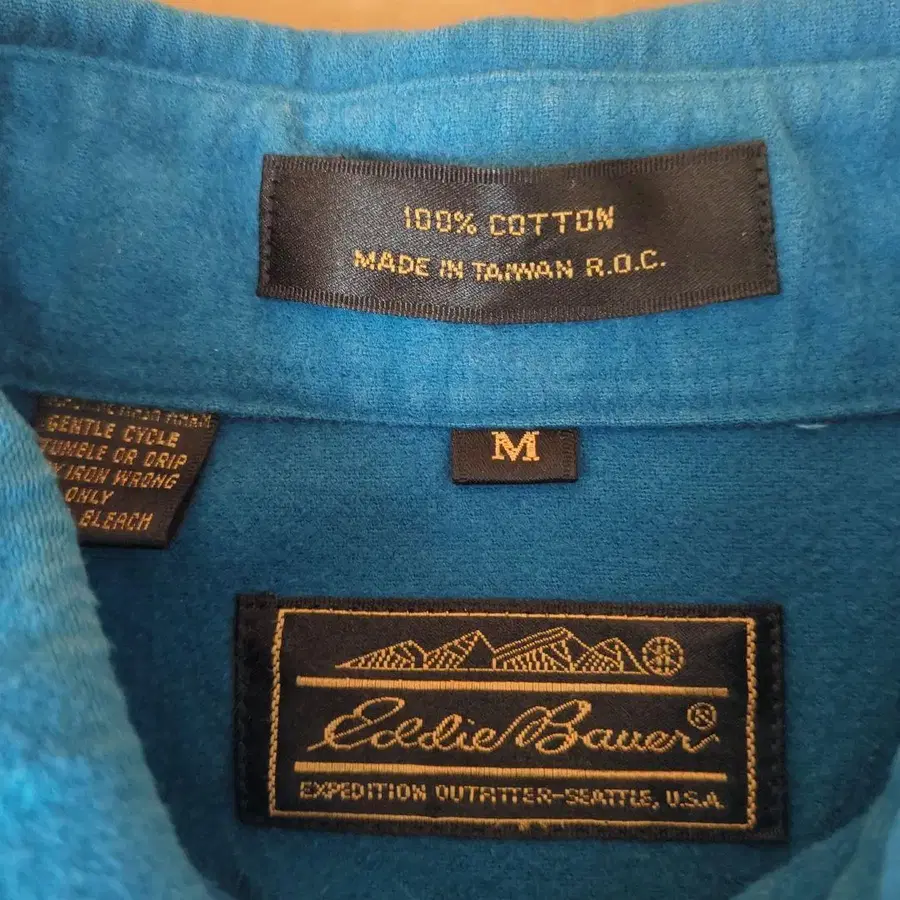 100% COTTON
MADE IN TAIWAN R.O.C.
GENTLE CYCLE
TUMBLE OR DRIP
IRON WRONG
ONLY
BLEACH
M
Eddie Bauer®
EXPEDITION OUTFITTER-SEATTLE, U.S.A.